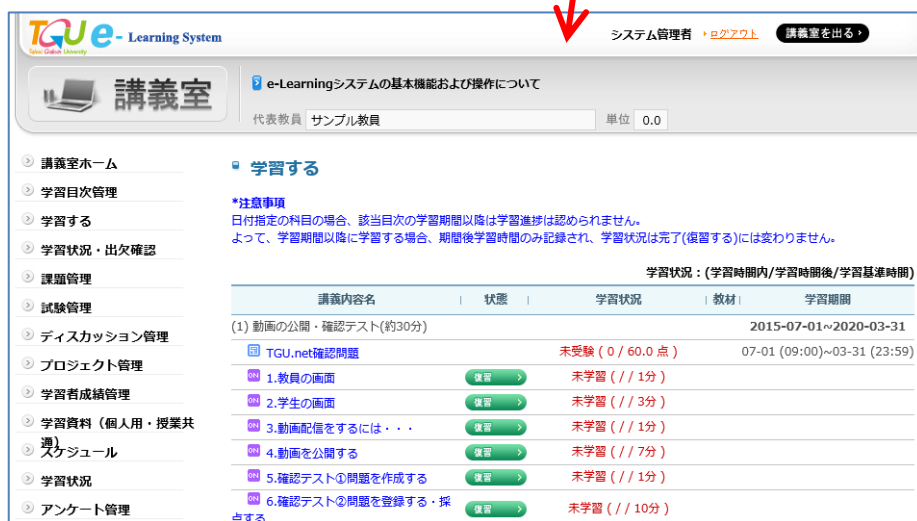 TGU e - Learning System
Tohoku Gakuin University
システム管理者 ログアウト 講義室を出る
講義室
e-Learningシステムの基本機能および操作について
代表教員 サンプル教員 単位 0.0
講義室ホーム
学習目次管理
学習する
学習状況・出欠確認
課題管理
試験管理
ディスカッション管理
プロジェクト管理
学習者成績管理
学習資料（個人用・授業共
通）
スケジュール
学習状況
アンケート管理
学習する
*注意事項
日付指定の科目の場合、該当目次の学習期間以降は学習進捗は認められません。
よって、学習期間以降に学習する場合、期間後学習時間のみ記録され、学習状況は完了(復習する)には変わりません。
学習状況：(学習時間内/学習時間後/学習基準時間)
講義内容名 状態 学習状況 教材 学習期間
(1) 動画の公開・確認テスト(約30分) 2015-07-01~2020-03-31
TGU.net確認問題 未受験 ( 0 / 60.0 点 ) 07-01 (09:00)~03-31 (23:59)
ON 1.教員の画面 復習 未学習 ( / / 1分 )
ON 2.学生の画面 復習 未学習 ( / / 3分 )
ON 3.動画配信をするには・・・ 復習 未学習 ( / / 1分 )
ON 4.動画を公開する 復習 未学習 ( / / 7分 )
ON 5.確認テスト①問題を作成する 復習 未学習 ( / / 1分 )
ON 6.確認テスト②問題を登録する・採 復習 未学習 ( / / 10分 )
点する